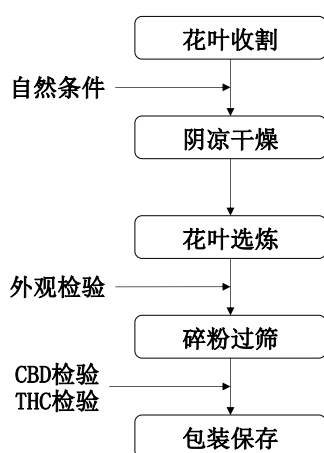 花叶收割
自然条件
阴凉干燥
花叶选炼
外观检验
碎粉过筛
CBD检验
THC检验
包装保存